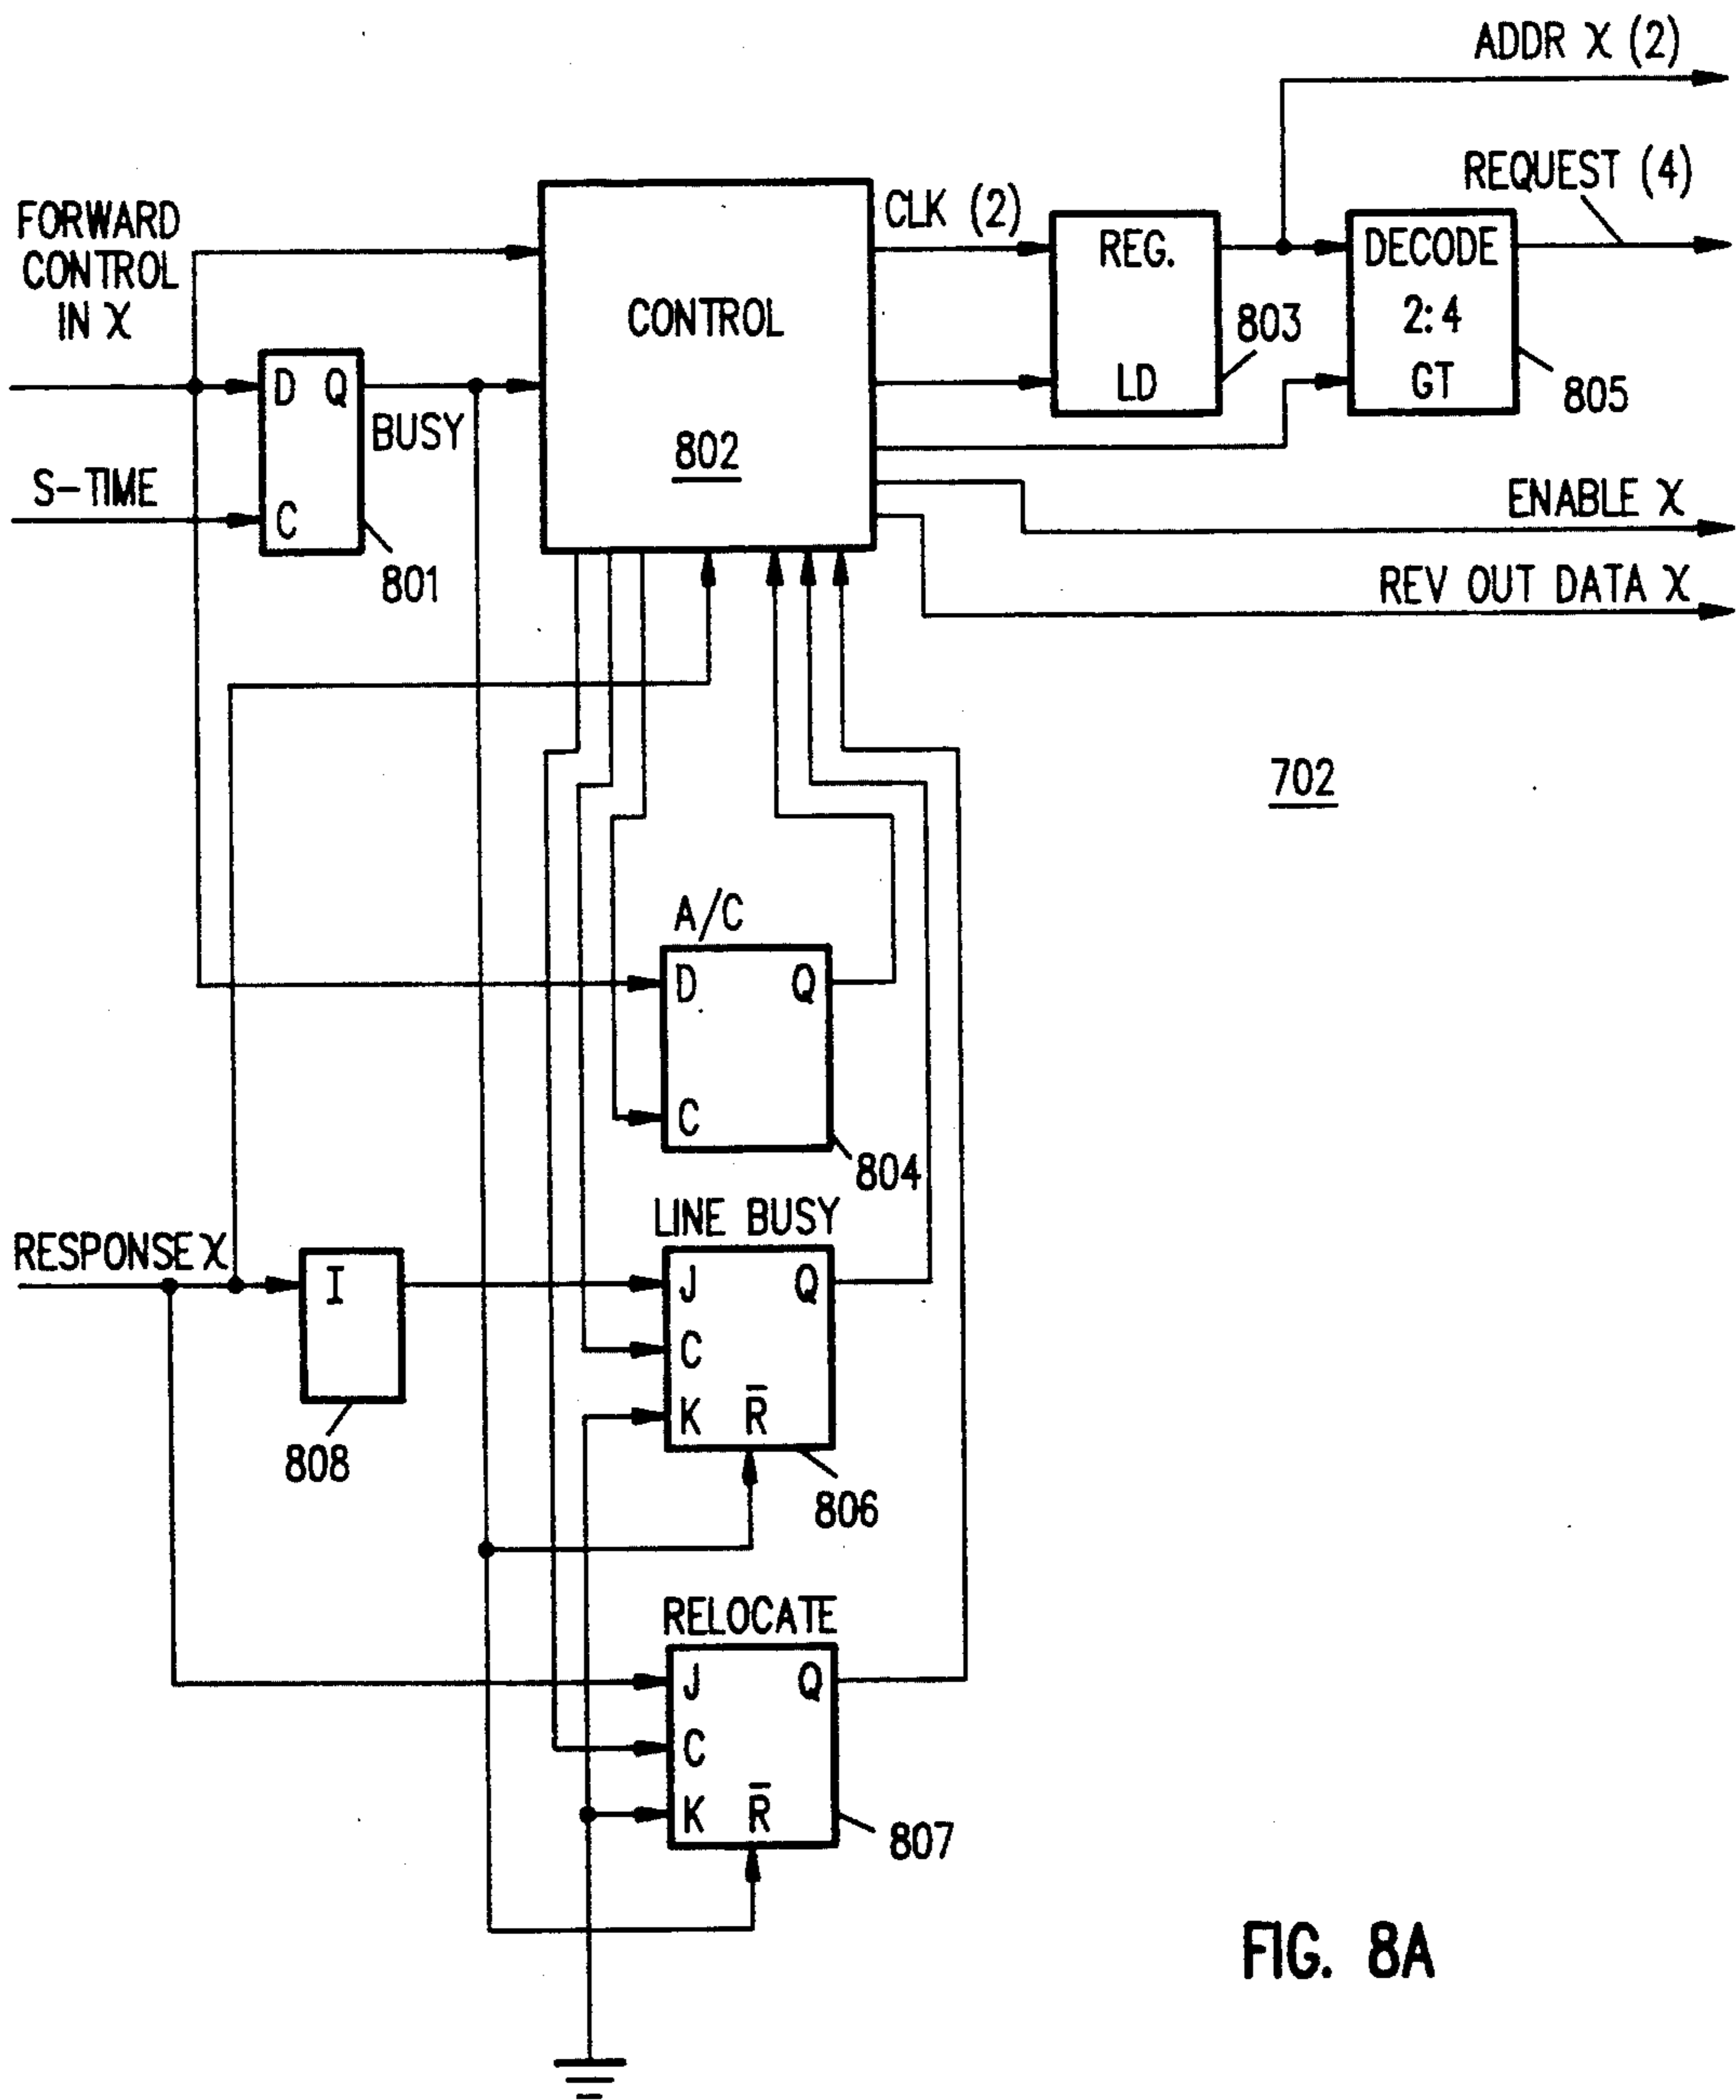 ADDR χ (2)
REQUEST (4)
FORWARD
CONTROL
IN χ
CLK (2)
REG.
LD
803
DECODE
2:4
GT
805
CONTROL
802
D Q
C
BUSY
801
S-TIME
ENABLE χ
REV OUT DATA χ
702
A/C
D Q
C
804
RESPONSE χ
I
808
LINE BUSY
J Q
C
K R̅
806
RELOCATE
J Q
C
K R̅
807
FIG. 8A